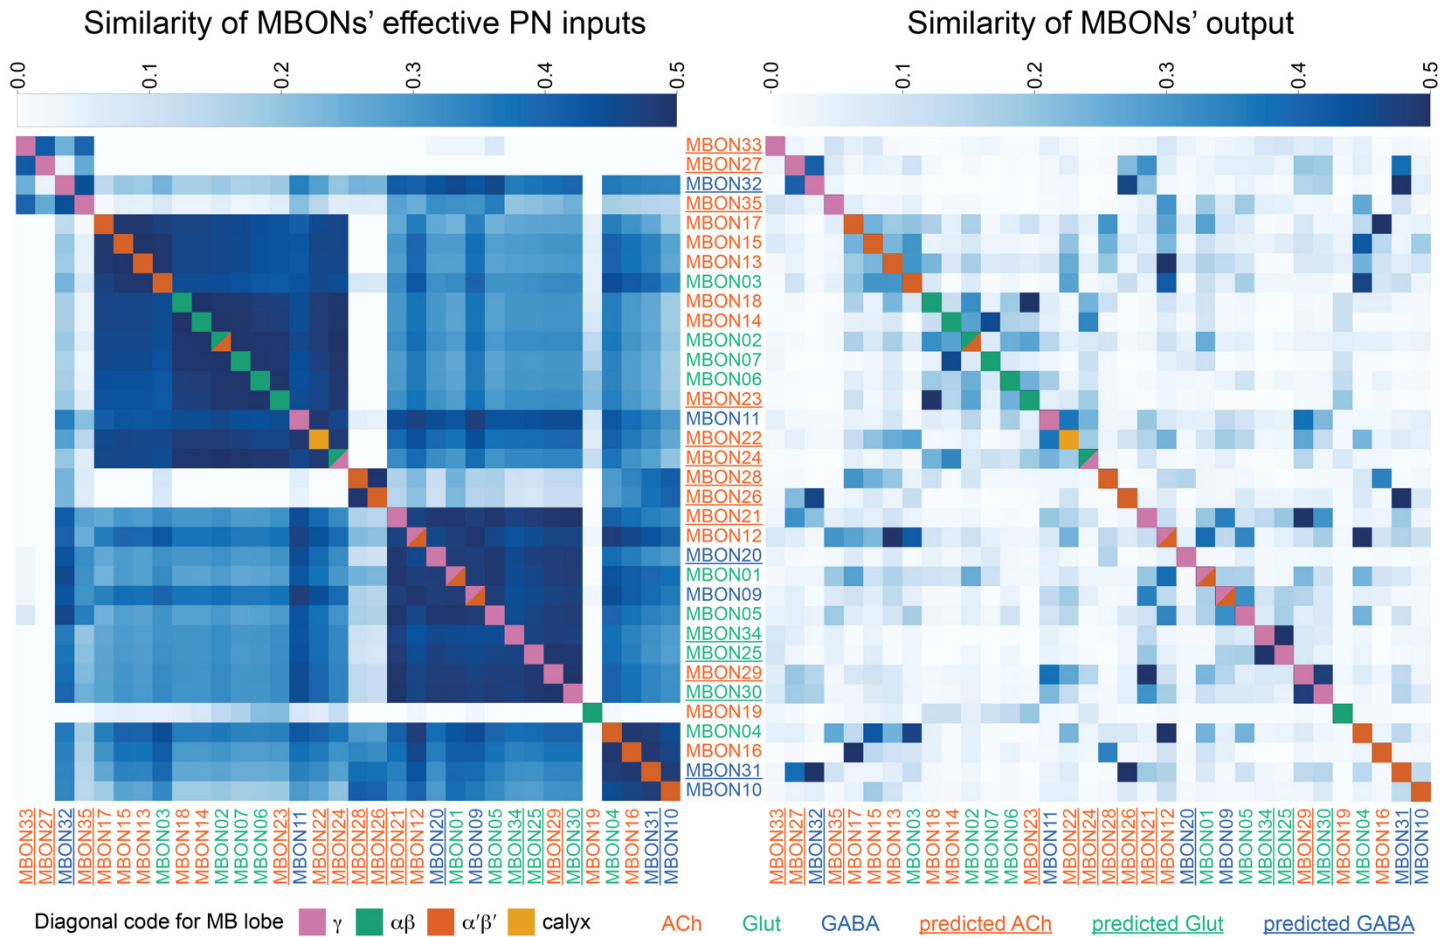 Similarity of MBONs' effective PN inputs
Similarity of MBONs' output
0.0 0.1 0.2 0.3 0.4 0.5
0.0 0.1 0.2 0.3 0.4 0.5
MBON33
MBON27
MBON32
MBON35
MBON17
MBON15
MBON13
MBON03
MBON18
MBON14
MBON02
MBON07
MBON06
MBON23
MBON11
MBON22
MBON24
MBON28
MBON26
MBON21
MBON12
MBON20
MBON01
MBON09
MBON05
MBON34
MBON25
MBON29
MBON30
MBON19
MBON04
MBON16
MBON31
MBON10
MBON33 MBON27 MBON32 MBON35 MBON17 MBON15 MBON13 MBON03 MBON18 MBON14 MBON02 MBON07 MBON06 MBON23 MBON11 MBON22 MBON24 MBON28 MBON26 MBON21 MBON12 MBON20 MBON01 MBON09 MBON05 MBON34 MBON25 MBON29 MBON30 MBON19 MBON04 MBON16 MBON31 MBON10
MBON33 MBON27 MBON32 MBON35 MBON17 MBON15 MBON13 MBON03 MBON18 MBON14 MBON02 MBON07 MBON06 MBON23 MBON11 MBON22 MBON24 MBON28 MBON26 MBON21 MBON12 MBON20 MBON01 MBON09 MBON05 MBON34 MBON25 MBON29 MBON30 MBON19 MBON04 MBON16 MBON31 MBON10
Diagonal code for MB lobe γ αβ α'β' calyx ACh Glut GABA predicted ACh predicted Glut predicted GABA